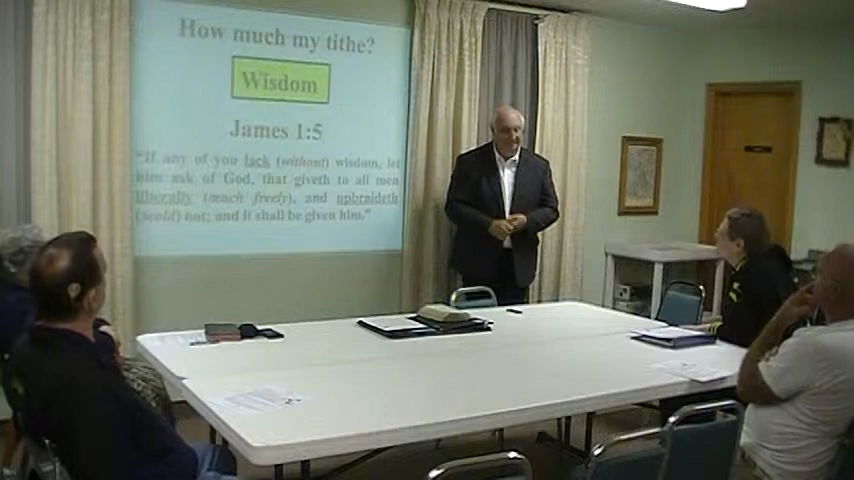 How much my tithe?
Wisdom
James 1:5
"If any of you lack (without) wisdom, let
him ask of God, that giveth to all men
liberally (much freely), and upbraideth
(scold) not; and it shall be given him."